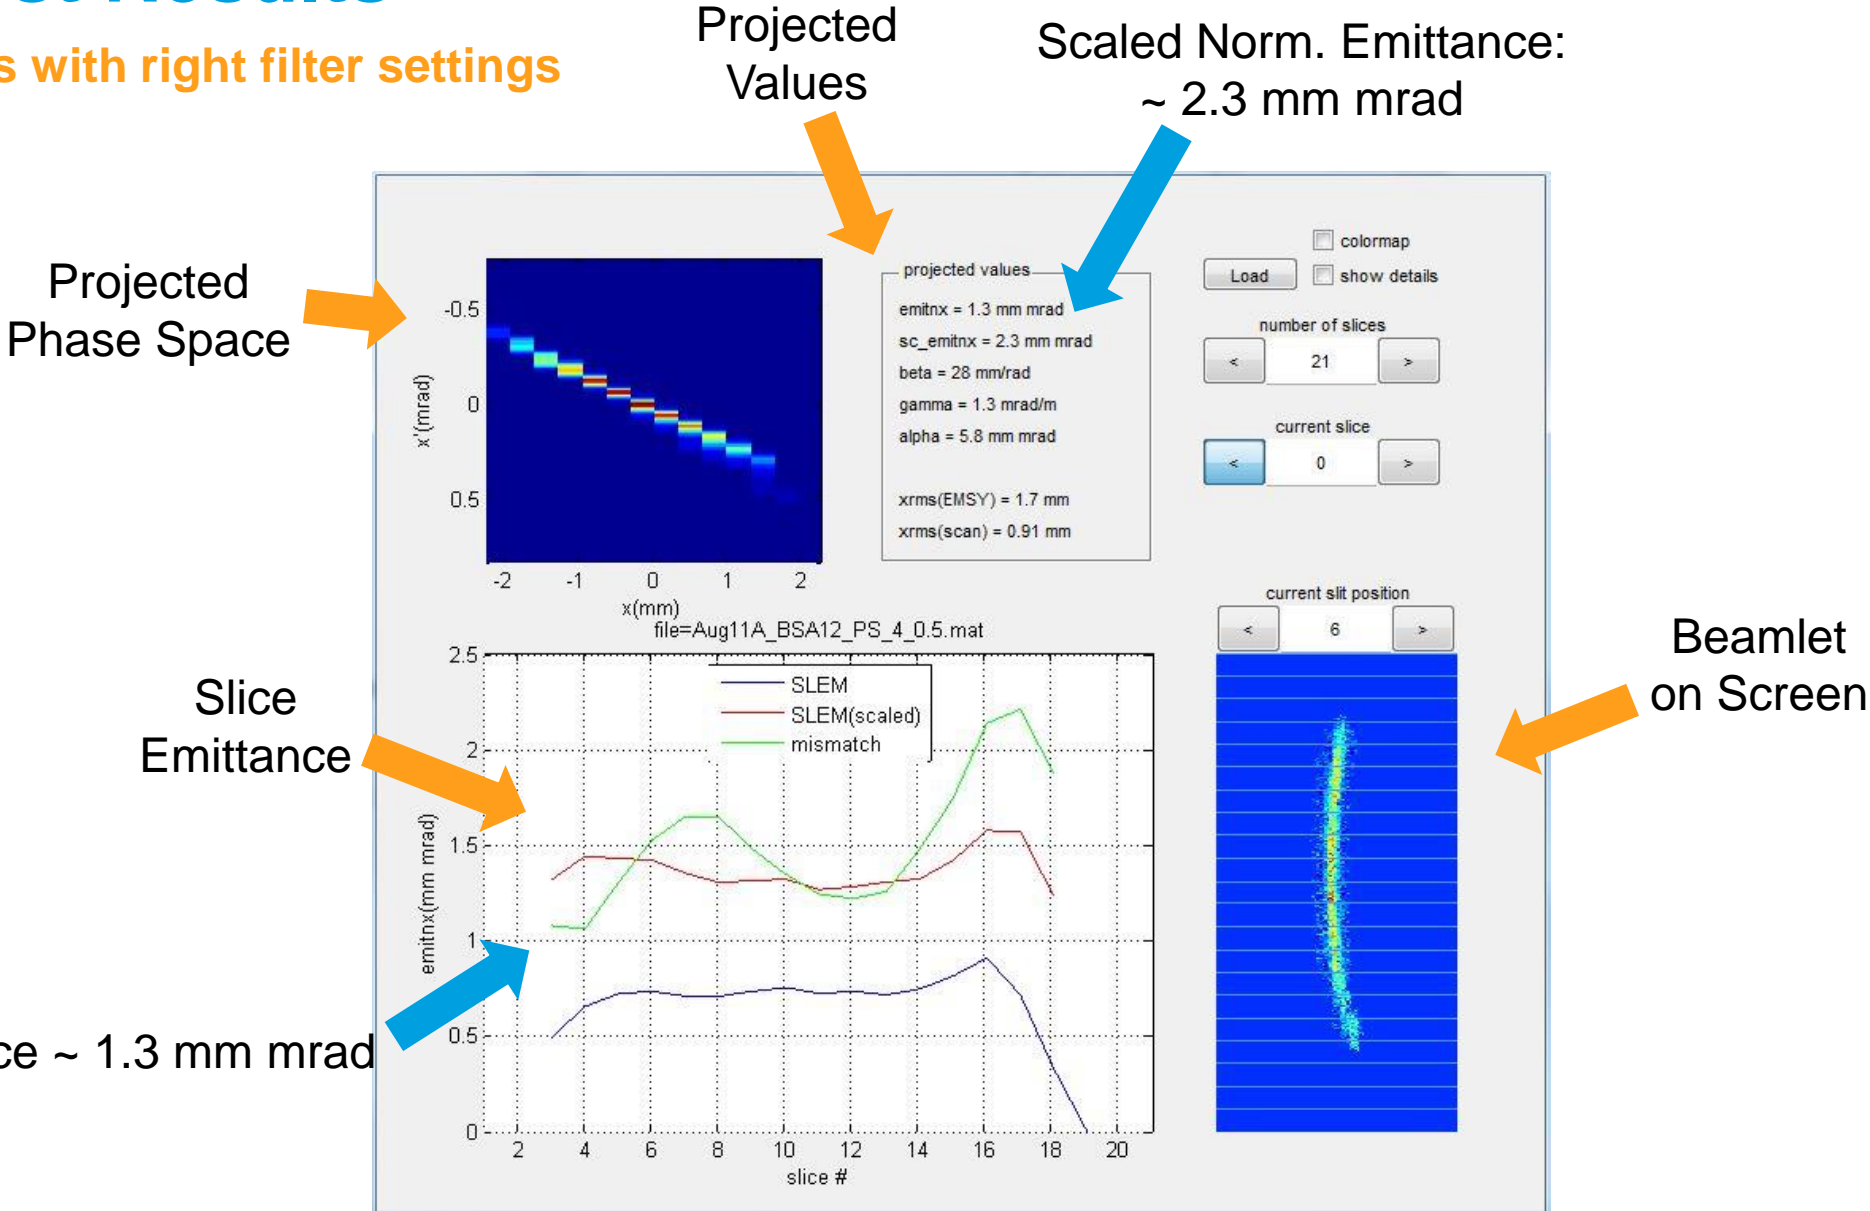 s with right filter settings
Projected
Values
Scaled Norm. Emittance:
~ 2.3 mm mrad
Projected
Phase Space
-0.5
0
0.5
x'(mrad)
-2 -1 0 1 2
x(mm)
projected values
emitnx = 1.3 mm mrad
sc_emitnx = 2.3 mm mrad
beta = 28 mm/rad
gamma = 1.3 mrad/m
alpha = 5.8 mm mrad
xrms(EMSY) = 1.7 mm
xrms(scan) = 0.91 mm
colormap
Load
show details
number of slices
< 21 >
current slice
< 0 >
current slit position
< 6 >
Beamlet
on Screen
file=Aug11A_BSA12_PS_4_0.5.mat
Slice
Emittance
SLEM
SLEM(scaled)
mismatch
2.5
2
1.5
1
0.5
0
emitnx(mm mrad)
2 4 6 8 10 12 14 16 18 20
slice #
ce ~ 1.3 mm mrad